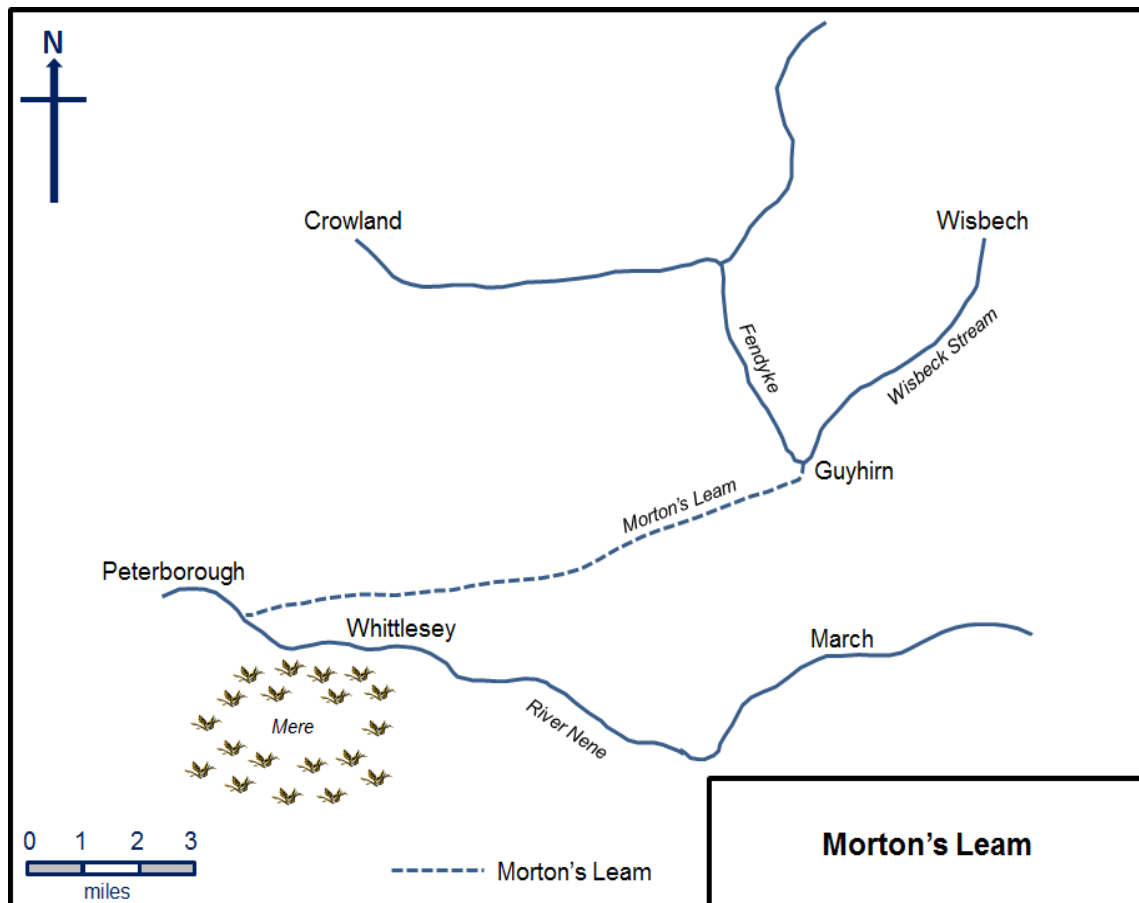 N
Crowland
Wisbech
Fendyke
Wisbeck Stream
Guyhirn
Morton's Leam
Peterborough
Whittlesey
March
Mere
River Nene
0 1 2 3
miles
Morton's Leam
Morton's Leam